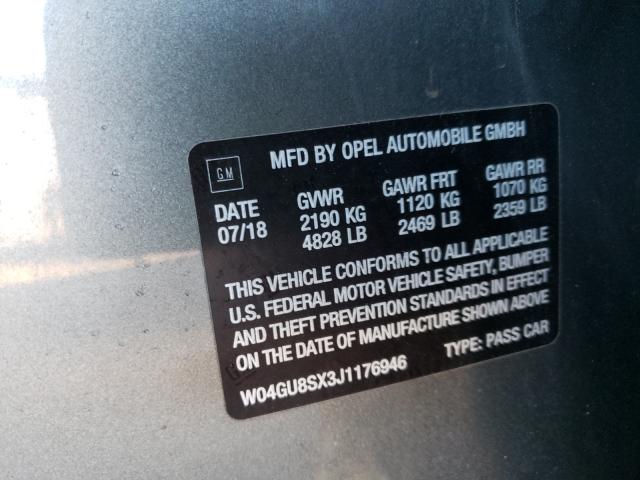 GM
MFD BY OPEL AUTOMOBILE GMBH
DATE GVWR GAWR FRT GAWR RR
07/18 2190 KG 1120 KG 1070 KG
4828 LB 2469 LB 2359 LB
THIS VEHICLE CONFORMS TO ALL APPLICABLE
U.S. FEDERAL MOTOR VEHICLE SAFETY, BUMPER
AND THEFT PREVENTION STANDARDS IN EFFECT
ON THE DATE OF MANUFACTURE SHOWN ABOVE
W04GU8SX3J1176946 TYPE: PASS CAR